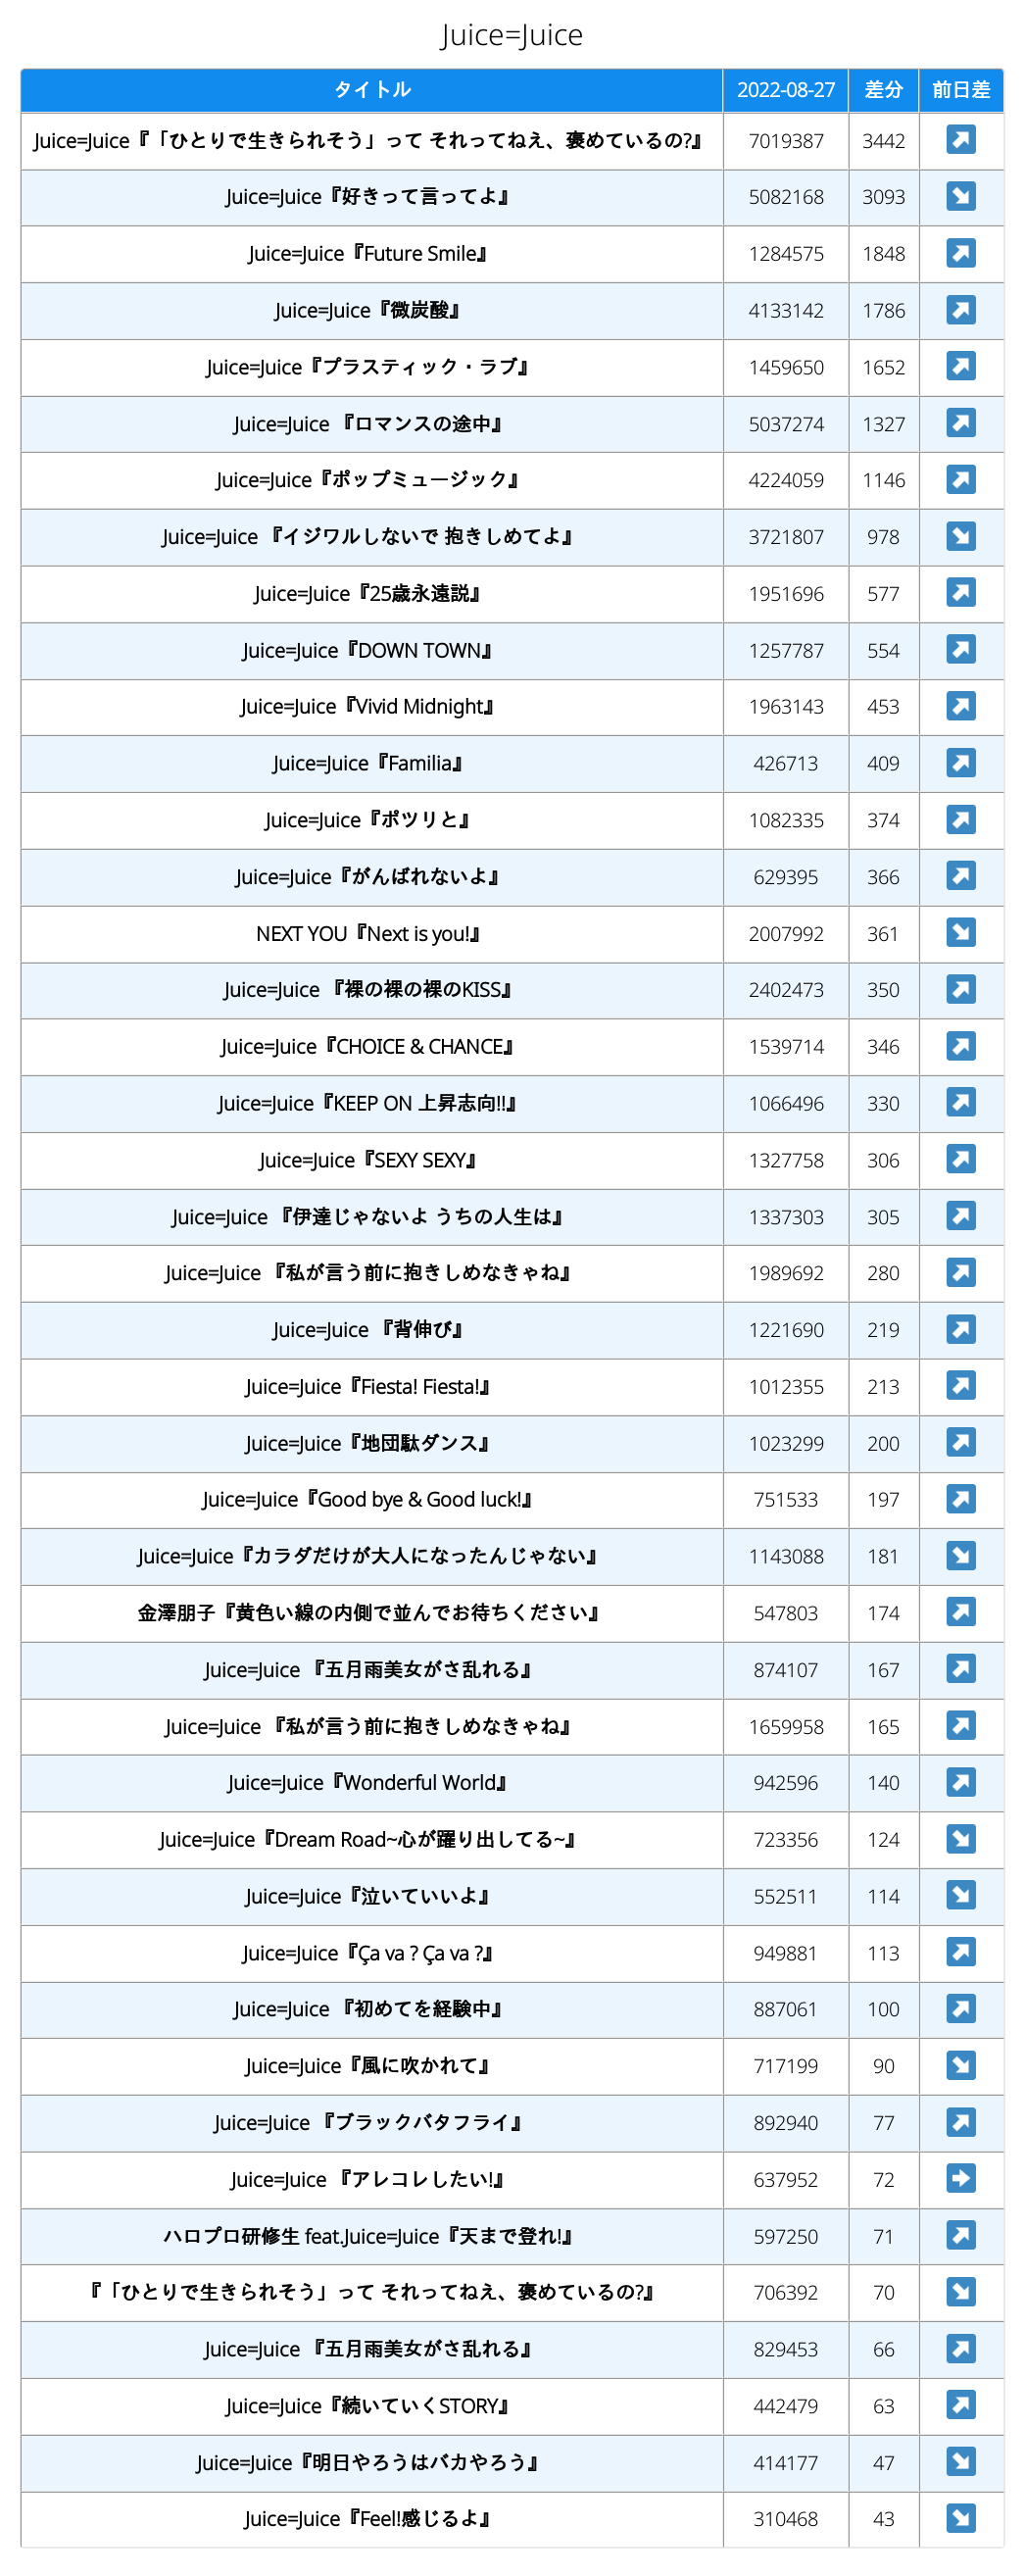 Juice=Juice
タイトル 2022-08-27 差分 前日差
Juice=Juice『「ひとりで生きられそう」って それってねえ、褒めているの?』 7019387 3442 ↗
Juice=Juice『好きって言ってよ』 5082168 3093 ↘
Juice=Juice『Future Smile』 1284575 1848 ↗
Juice=Juice『微炭酸』 4133142 1786 ↗
Juice=Juice『プラスティック・ラブ』 1459650 1652 ↗
Juice=Juice 『ロマンスの途中』 5037274 1327 ↗
Juice=Juice『ポップミュージック』 4224059 1146 ↗
Juice=Juice 『イジワルしないで 抱きしめてよ』 3721807 978 ↘
Juice=Juice『25歳永遠説』 1951696 577 ↗
Juice=Juice『DOWN TOWN』 1257787 554 ↗
Juice=Juice『Vivid Midnight』 1963143 453 ↗
Juice=Juice『Familia』 426713 409 ↗
Juice=Juice『ポツリと』 1082335 374 ↗
Juice=Juice『がんばれないよ』 629395 366 ↗
NEXT YOU『Next is you!』 2007992 361 ↘
Juice=Juice 『裸の裸の裸のKISS』 2402473 350 ↗
Juice=Juice『CHOICE & CHANCE』 1539714 346 ↗
Juice=Juice『KEEP ON 上昇志向!!』 1066496 330 ↗
Juice=Juice『SEXY SEXY』 1327758 306 ↗
Juice=Juice 『伊達じゃないよ うちの人生は』 1337303 305 ↗
Juice=Juice 『私が言う前に抱きしめなきゃね』 1989692 280 ↗
Juice=Juice 『背伸び』 1221690 219 ↗
Juice=Juice『Fiesta! Fiesta!』 1012355 213 ↗
Juice=Juice『地団駄ダンス』 1023299 200 ↗
Juice=Juice『Good bye & Good luck!』 751533 197 ↗
Juice=Juice『カラダだけが大人になったんじゃない』 1143088 181 ↘
金澤朋子『黄色い線の内側で並んでお待ちください』 547803 174 ↗
Juice=Juice 『五月雨美女がさ乱れる』 874107 167 ↗
Juice=Juice 『私が言う前に抱きしめなきゃね』 1659958 165 ↗
Juice=Juice『Wonderful World』 942596 140 ↗
Juice=Juice『Dream Road~心が躍り出してる~』 723356 124 ↘
Juice=Juice『泣いていいよ』 552511 114 ↘
Juice=Juice『Ça va ? Ça va ?』 949881 113 ↗
Juice=Juice 『初めてを経験中』 887061 100 ↗
Juice=Juice『風に吹かれて』 717199 90 ↘
Juice=Juice 『ブラックバタフライ』 892940 77 ↗
Juice=Juice 『アレコレしたい!』 637952 72 ➡
ハロプロ研修生 feat.Juice=Juice『天まで登れ!』 597250 71 ↗
『「ひとりで生きられそう」って それってねえ、褒めているの?』 706392 70 ↘
Juice=Juice 『五月雨美女がさ乱れる』 829453 66 ↗
Juice=Juice『続いていくSTORY』 442479 63 ↗
Juice=Juice『明日やろうはバカやろう』 414177 47 ↘
Juice=Juice『Feel!感じるよ』 310468 43 ↘